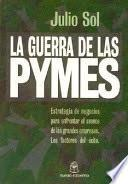 Julio Sol
LA GUERRA DE LAS
PYMES
Estrategia de negocios
para enfrentar el avance
de las grandes empresas.
Los factores del éxito.